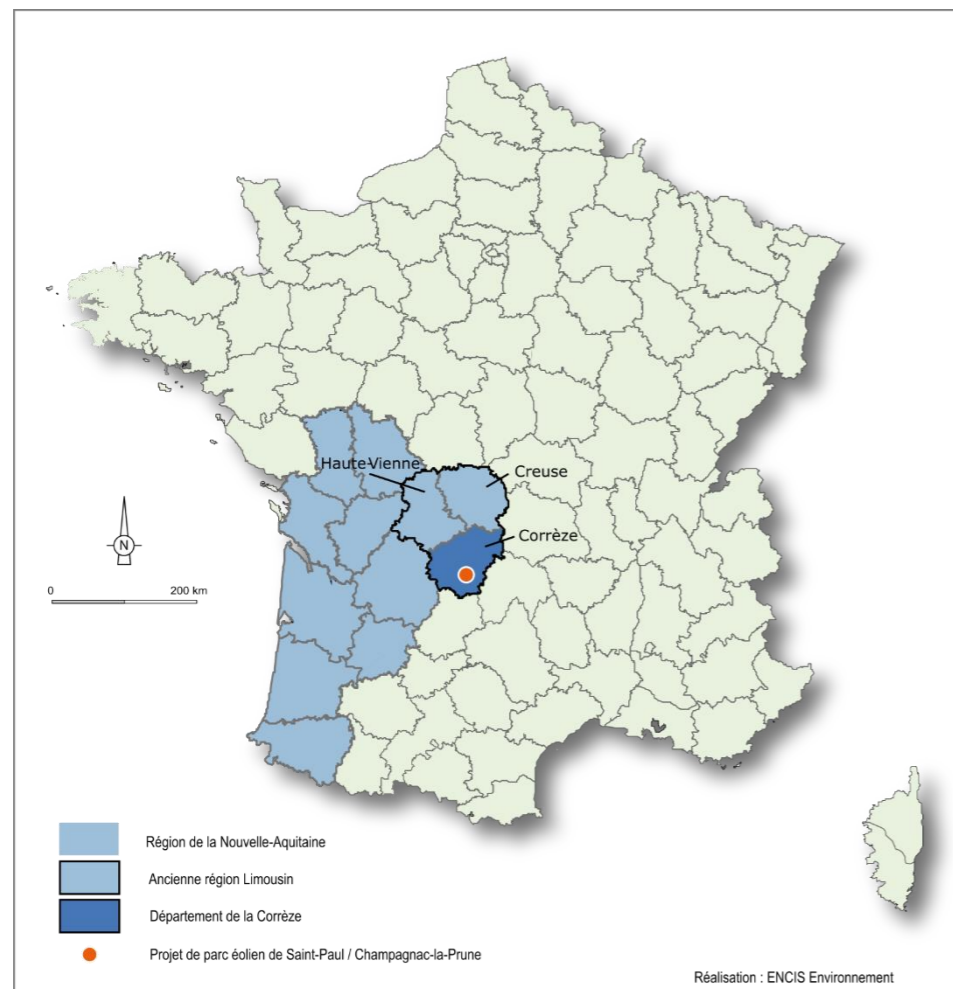 Haute-Vienne
Creuse
Corrèze
N
0 200 km
Région de la Nouvelle-Aquitaine
Ancienne région Limousin
Département de la Corrèze
Projet de parc éolien de Saint-Paul / Champagnac-la-Prune
Réalisation : ENCIS Environnement